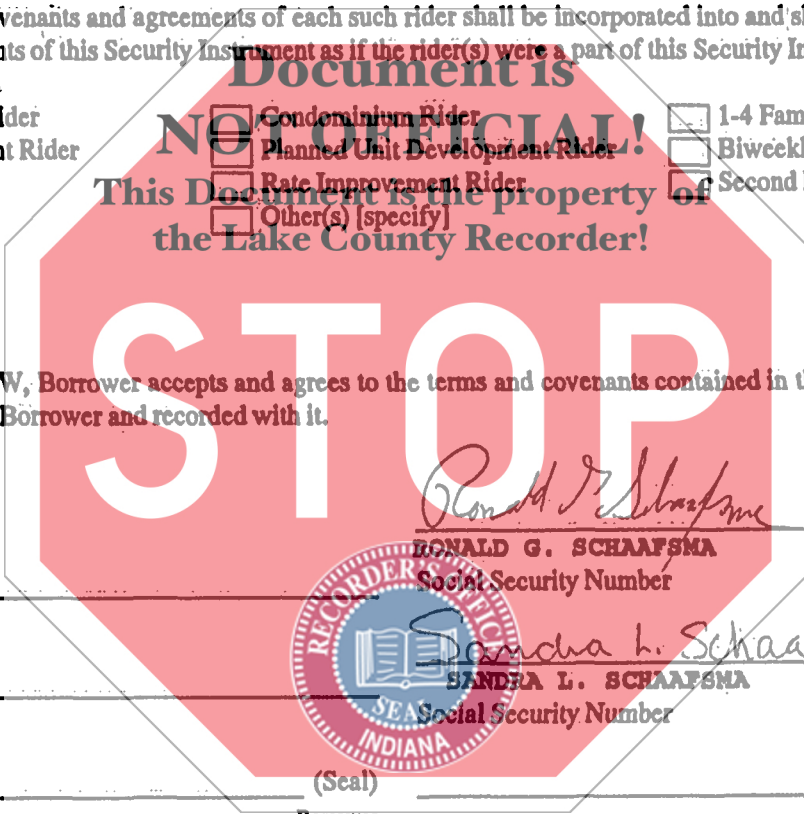 venants and agreements of each such rider shall be incorporated into and s
ts of this Security Instrument as if the rider(s) were a part of this Security In
Document is
ider Condominium Rider 1-4 Fam
NOT OFFICIAL!
t Rider Planned Unit Development Rider Biweekl
This Document is the property of
Rate Improvement Rider Second
Other(s) [specify]
the Lake County Recorder!
STOP
W, Borrower accepts and agrees to the terms and covenants contained in t
Borrower and recorded with it.
Ronald G. Schaafsma
RONALD G. SCHAAFSMA
Social Security Number
Sandra L. Schaa
SANDRA L. SCHAAFSMA
Social Security Number
RECORDER'S OFFICE
SEAL
INDIANA
(Seal)